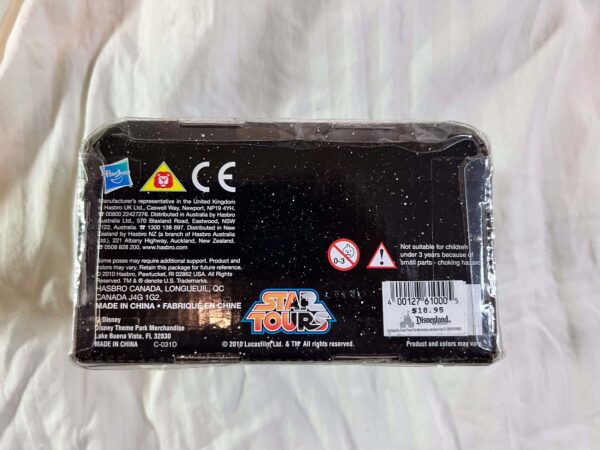 Hasbro
CE
Manufacturer's representative in the United Kingdom
Hasbro UK Ltd., Caswell Way, Newport, NP19 4YH.
☎ 00800 22427276. Distributed in Australia by Hasbro
Australia Ltd., 570 Blaxland Road, Eastwood, NSW
2122, Australia. ☎ 1300 138 697. Distributed in New
Zealand by Hasbro NZ (a branch of Hasbro Australia
Ltd.), 221 Albany Highway, Auckland, New Zealand.
☎ 0508 828 200. www.hasbro.com
Some poses may require additional support. Product and
colors may vary. Retain this package for future reference.
© 2010 Hasbro, Pawtucket, RI 02862 USA. All Rights
Reserved. TM & ® denote U.S. Trademarks.
HASBRO CANADA, LONGUEUIL, QC
CANADA J4G 1G2.
MADE IN CHINA • FABRIQUÉ EN CHINE
© Disney
Disney Theme Park Merchandise
Lake Buena Vista, FL 32830
MADE IN CHINA C-031D
STAR
TOURS
© 2010 Lucasfilm Ltd. & TM All rights reserved.
0-3
!
Not suitable for children
under 3 years because of
small parts - choking hazard
4 00127 61000 5
$18.95
Disneyland
Product and colors may vary.